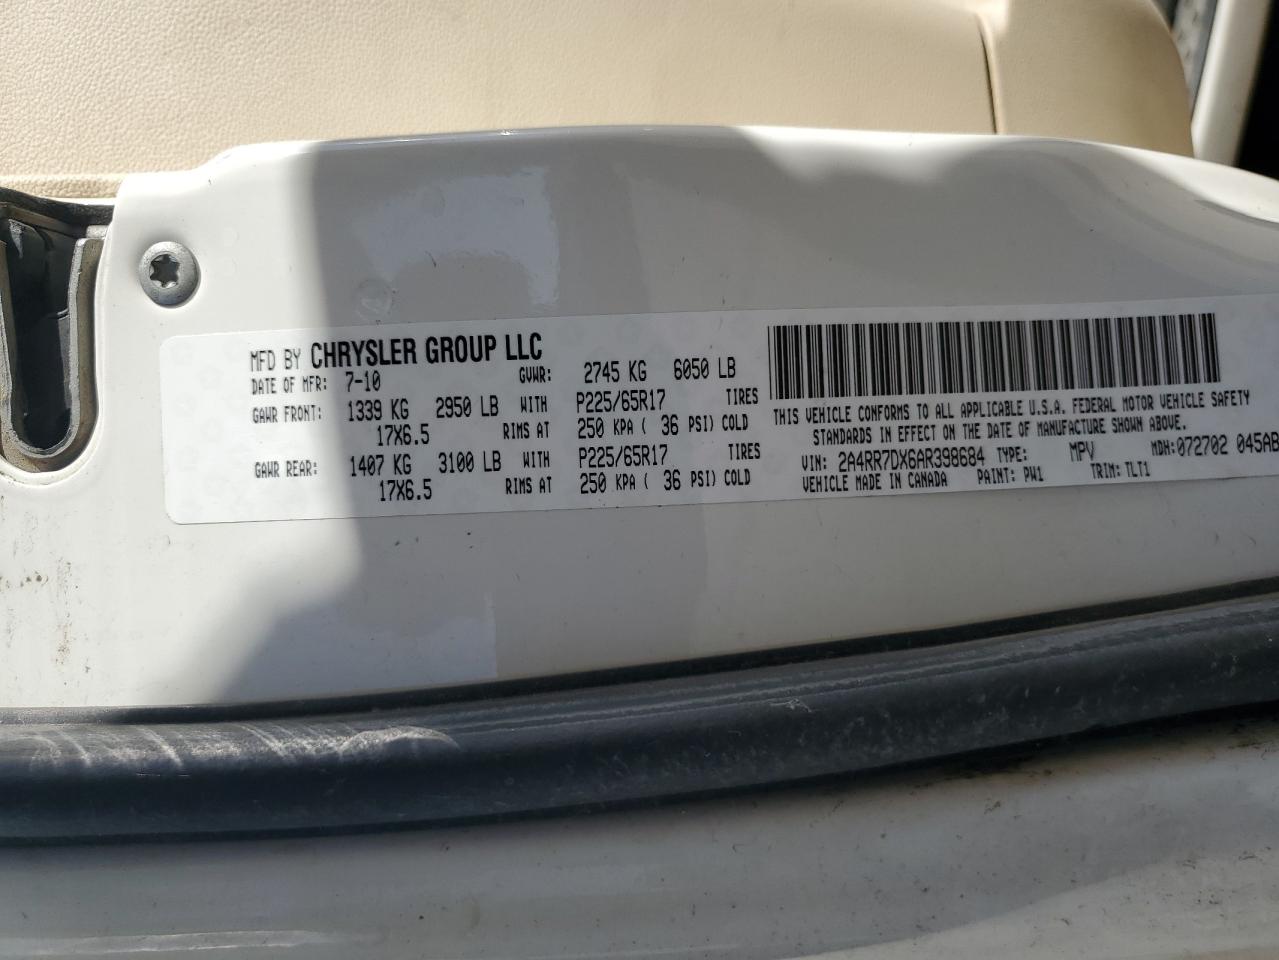 MFD BY CHRYSLER GROUP LLC
DATE OF MFR: 7-10 GVWR: 2745 KG 6050 LB
GAWR FRONT: 1339 KG 2950 LB WITH P225/65R17 TIRES
17X6.5 RIMS AT 250 KPA ( 36 PSI) COLD
GAWR REAR: 1407 KG 3100 LB WITH P225/65R17 TIRES
17X6.5 RIMS AT 250 KPA ( 36 PSI) COLD
THIS VEHICLE CONFORMS TO ALL APPLICABLE U.S.A. FEDERAL MOTOR VEHICLE SAFETY
STANDARDS IN EFFECT ON THE DATE OF MANUFACTURE SHOWN ABOVE.
VIN: 2A4RR7DX6AR398684 TYPE: MPV MDH:072702 045AB
VEHICLE MADE IN CANADA PAINT: PW1 TRIM: TLT1